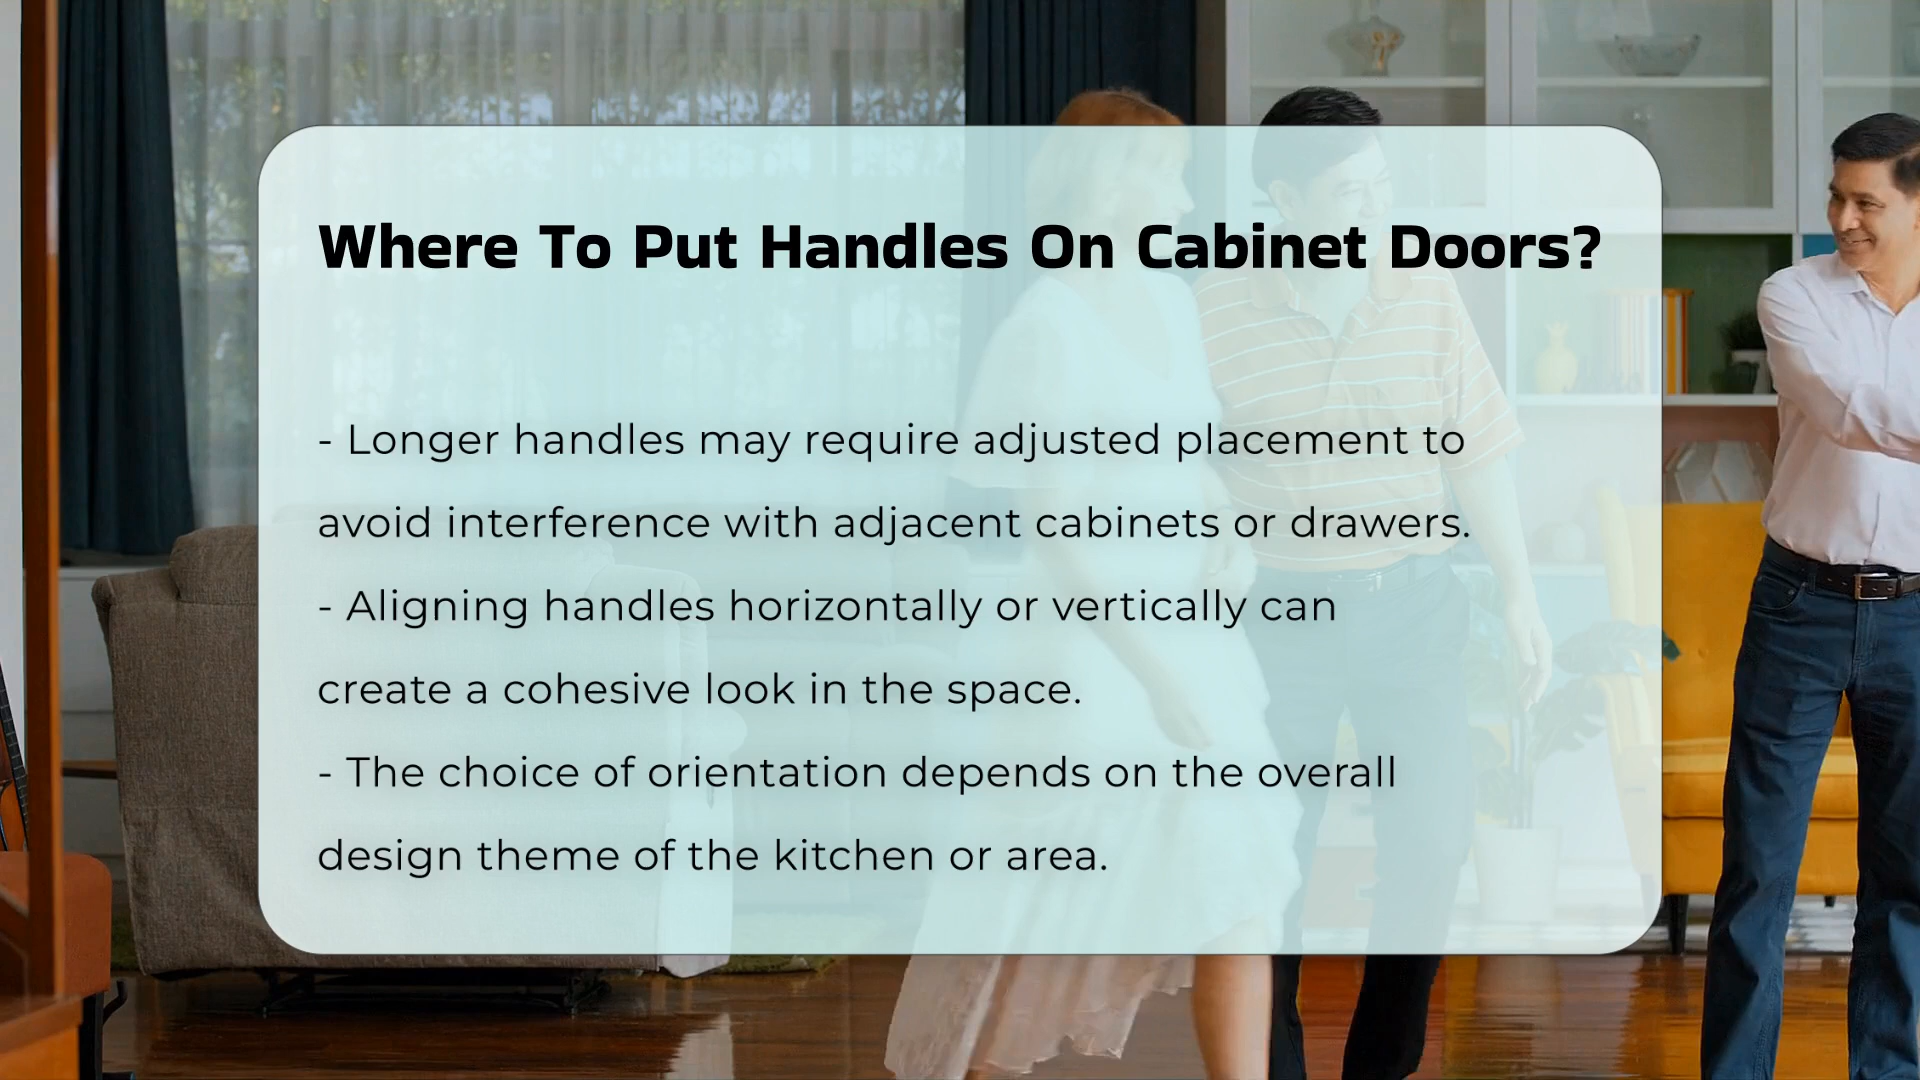 Where To Put Handles On Cabinet Doors?
- Longer handles may require adjusted placement to
avoid interference with adjacent cabinets or drawers.
- Aligning handles horizontally or vertically can
create a cohesive look in the space.
- The choice of orientation depends on the overall
design theme of the kitchen or area.